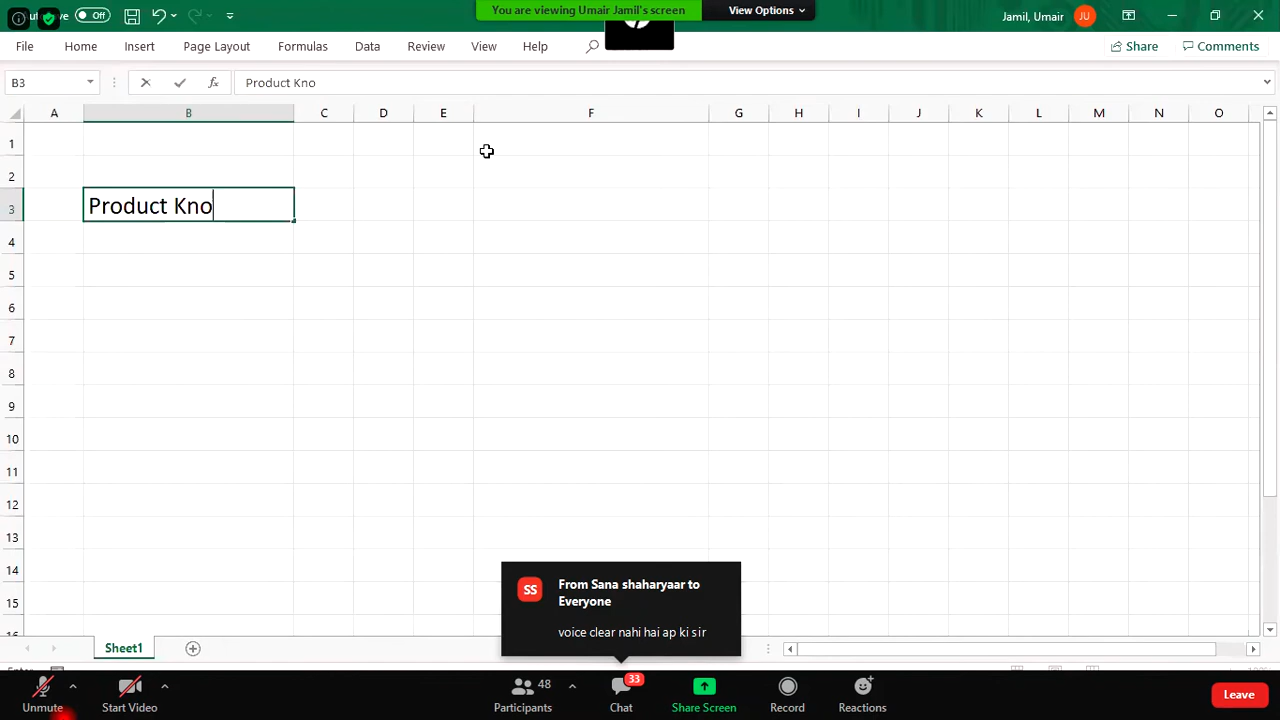 Off
You are viewing Umair Jamil's screen
View Options
Jamil, Umair
JU
File
Home
Insert
Page Layout
Formulas
Data
Review
View
Help
Share
Comments
B3
fx
Product Kno
A B C D E F G H I J K L M N O
1
2
3 Product Kno
4
5
6
7
8
9
10
11
12
13
14
15
16
SS
From Sana shaharyaar to
Everyone
voice clear nahi hai ap ki sir
Sheet1
Unmute
Start Video
48
Participants
33
Chat
Share Screen
Record
Reactions
Leave